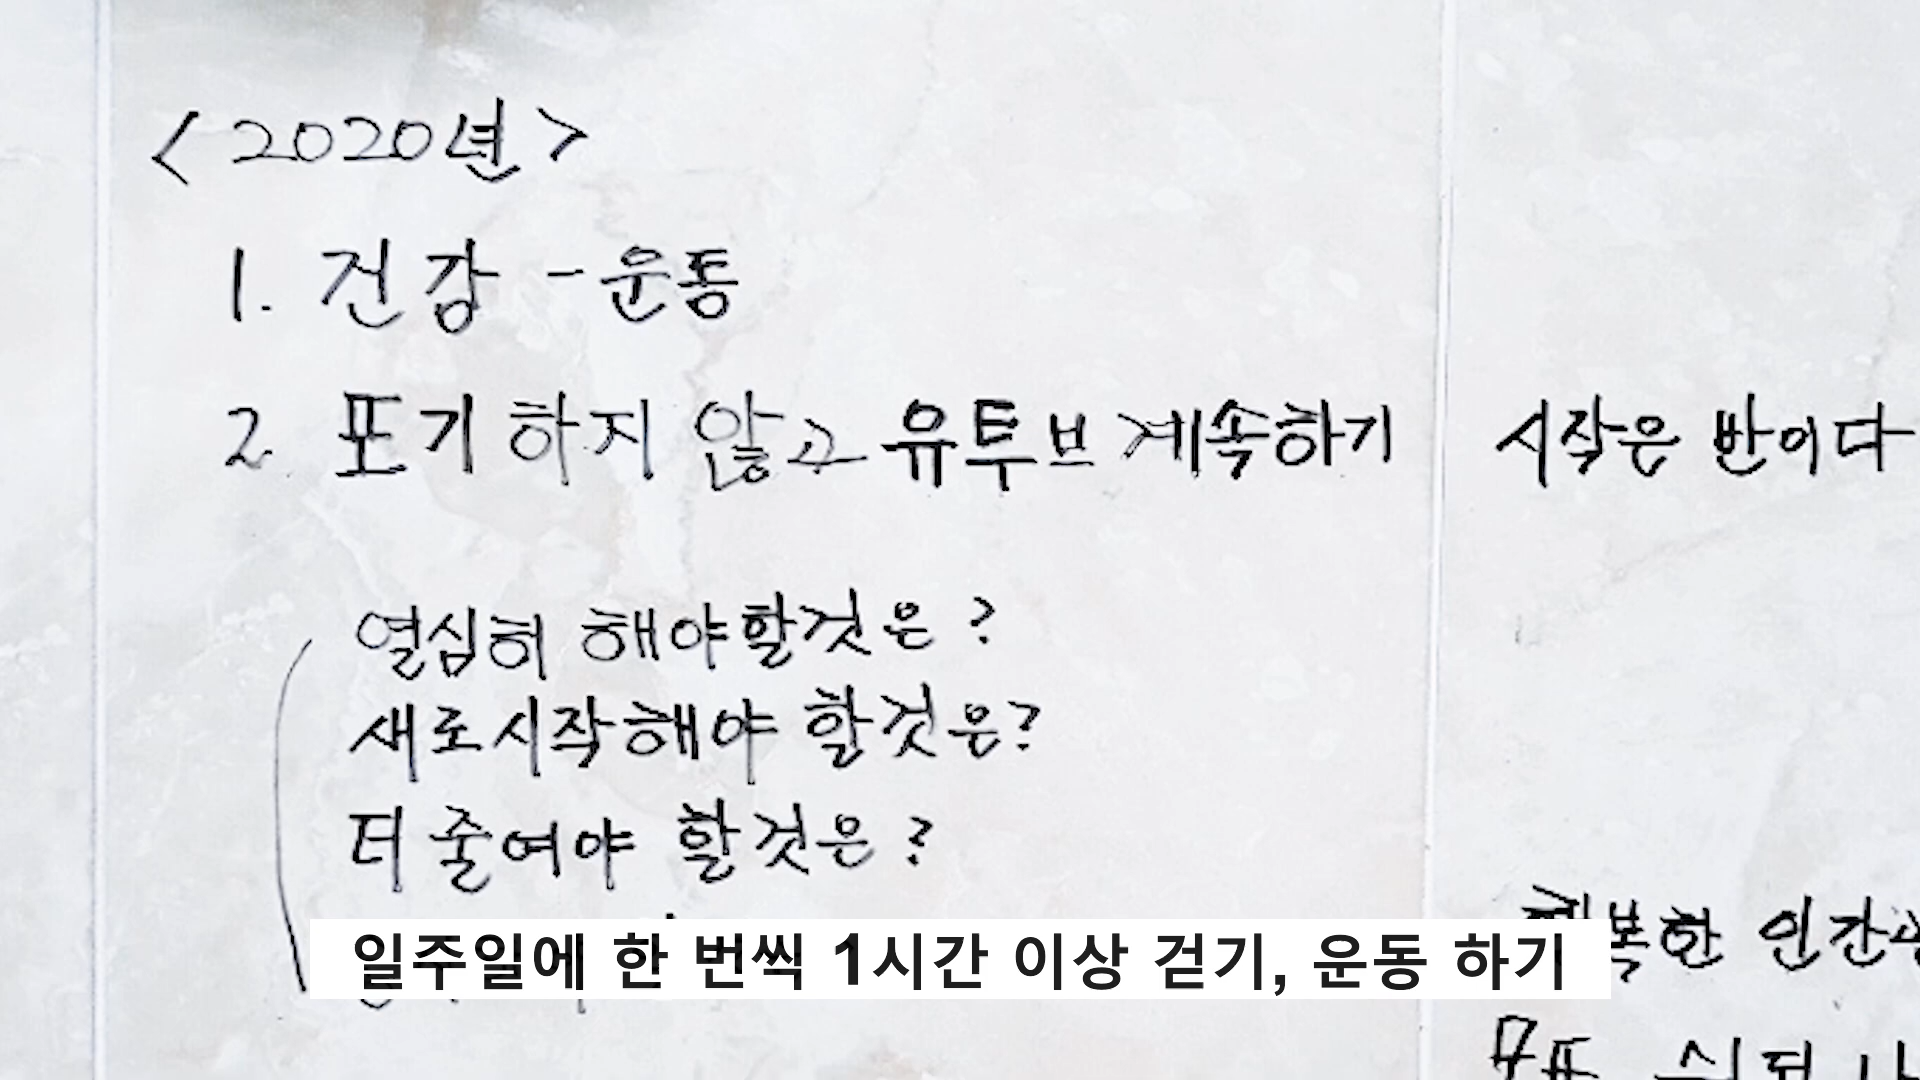 <2020년>
1. 건강 - 운동
2. 포기하지 않고 유투브 계속하기
시작은 반이다
열심히 해야 할것은?
새로시작해야 할것은?
더 줄여야 할것은?
인간
일주일에 한 번씩 1시간 이상 걷기, 운동 하기